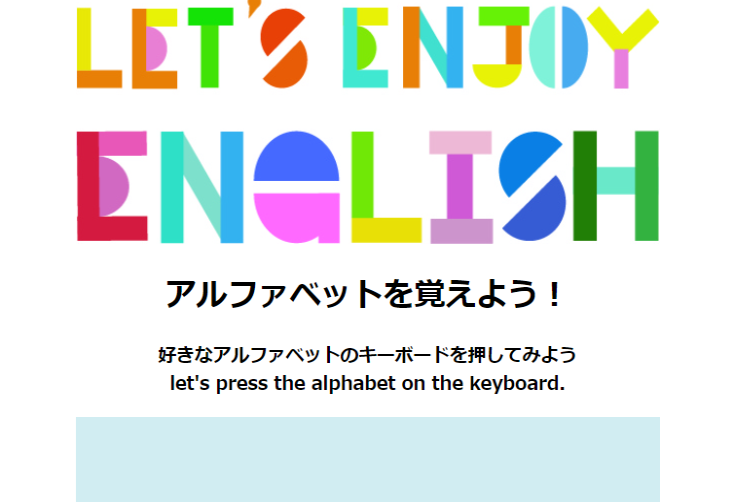 LET'S ENJOY
ENGLISH
アルファベットを覚えよう！
好きなアルファベットのキーボードを押してみよう
let's press the alphabet on the keyboard.